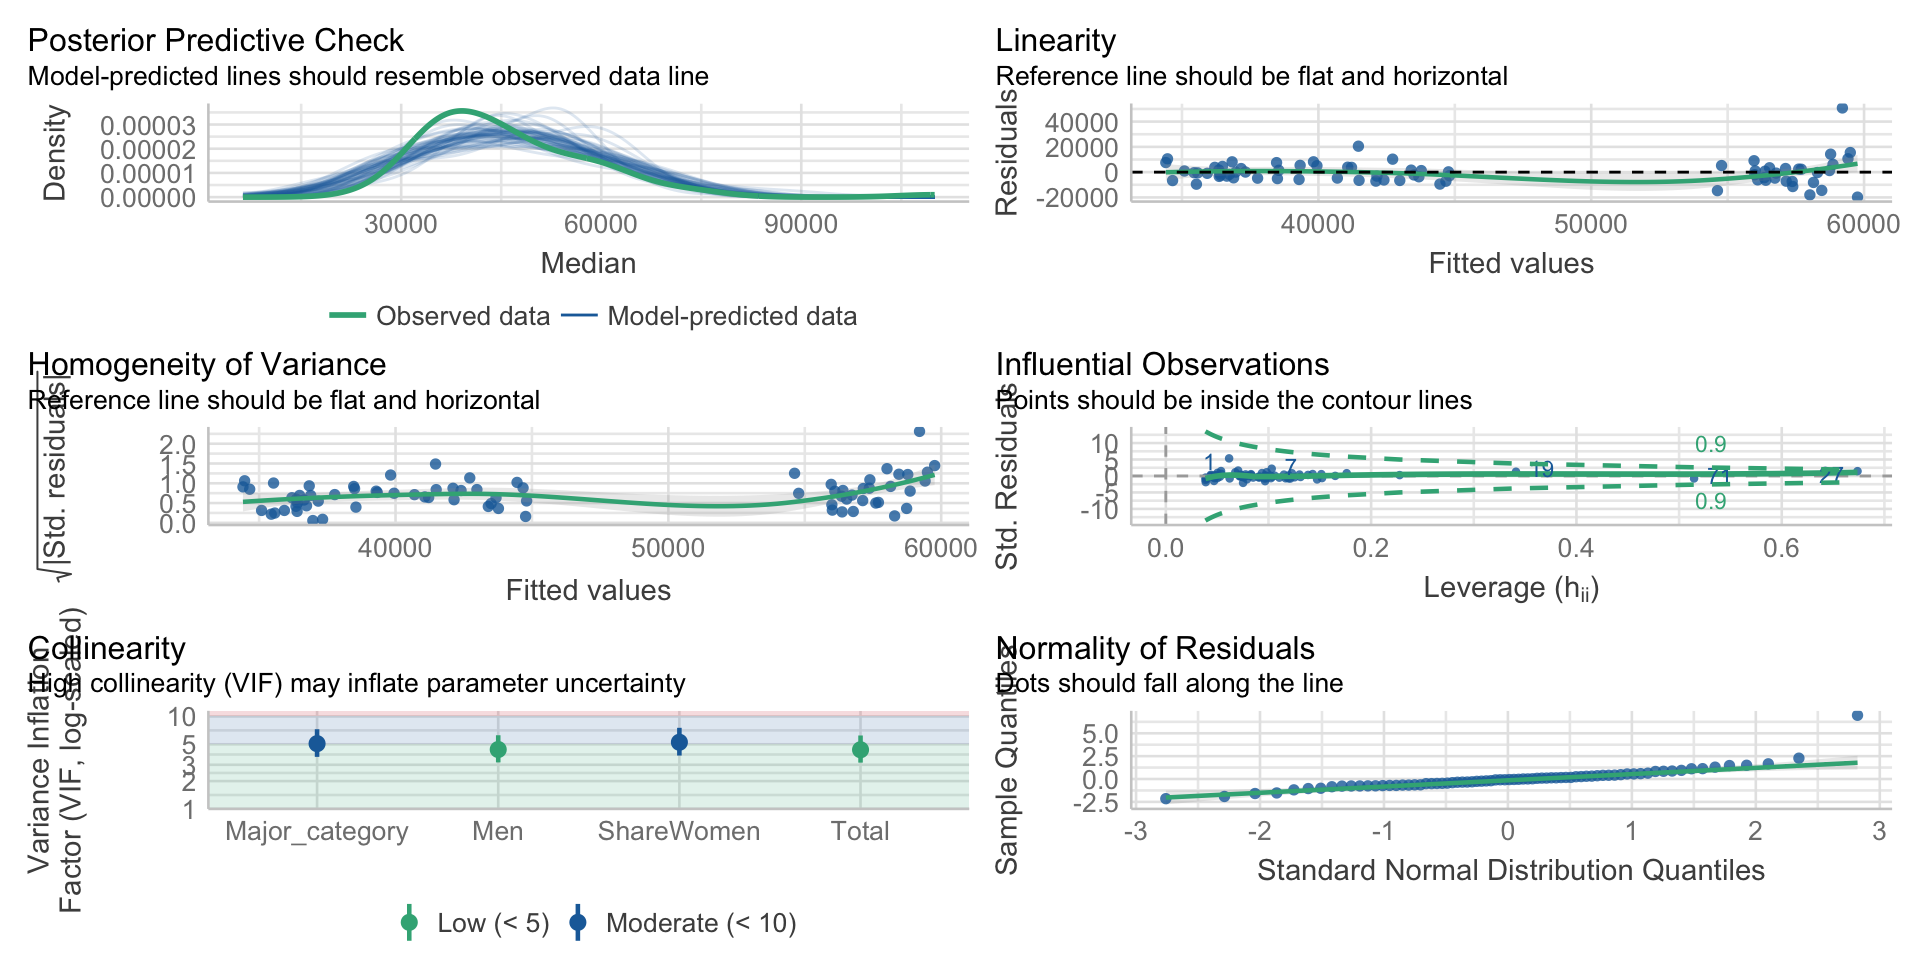 Posterior Predictive Check
Model-predicted lines should resemble observed data line
Density
0.00003
0.00002
0.00001
0.00000
30000 60000 90000
Median
Observed data Model-predicted data
Linearity
Reference line should be flat and horizontal
Residuals
40000
20000
0
-20000
40000 50000 60000
Fitted values
Homogeneity of Variance
Reference line should be flat and horizontal
√|Std. residuals|
2.0
1.5
1.0
0.5
0.0
40000 50000 60000
Fitted values
Influential Observations
Points should be inside the contour lines
Std. Residuals
10
5
0
-5
-10
0.9
1 7 19 71 27
0.9
0.0 0.2 0.4 0.6
Leverage (hᵢᵢ)
Collinearity
High collinearity (VIF) may inflate parameter uncertainty
Variance Inflation
Factor (VIF, log-scaled)
10
5
3
2
1
Major_category Men ShareWomen Total
Low (< 5) Moderate (< 10)
Normality of Residuals
Dots should fall along the line
Sample Quantiles
5.0
2.5
0.0
-2.5
-3 -2 -1 0 1 2 3
Standard Normal Distribution Quantiles